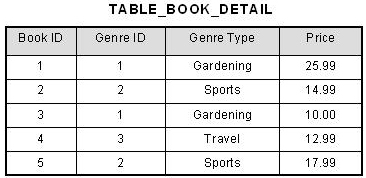 TABLE_BOOK_DETAIL
Book ID Genre ID Genre Type Price
1 1 Gardening 25.99
2 2 Sports 14.99
3 1 Gardening 10.00
4 3 Travel 12.99
5 2 Sports 17.99